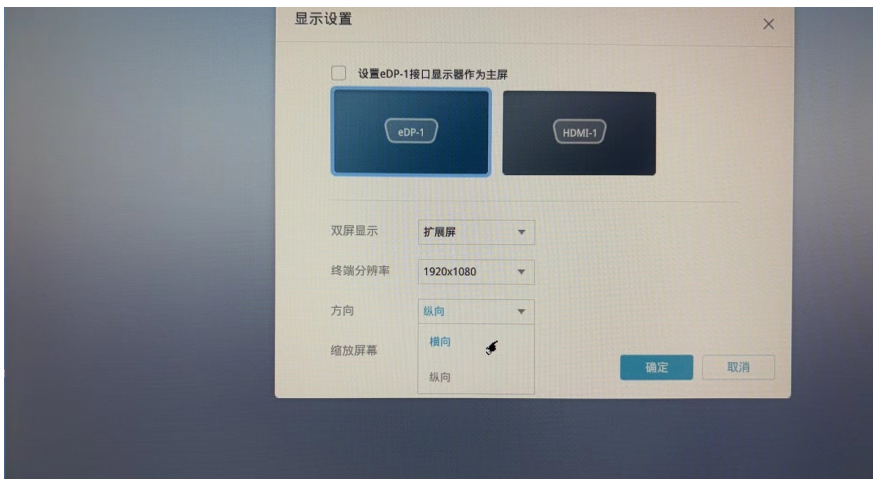 显示设置
设置eDP-1接口显示器作为主屏
eDP-1
HDMI-1
双屏显示 扩展屏
终端分辨率 1920x1080
方向 纵向
横向
缩放屏幕
纵向
确定 取消